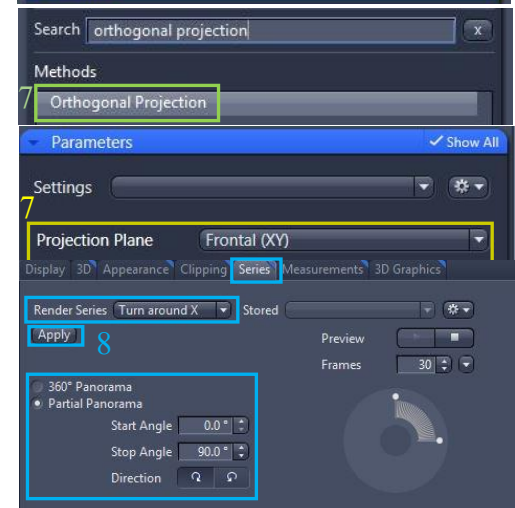 Search orthogonal projection x
Methods
7 Orthogonal Projection
Parameters Show All
Settings
7
Projection Plane Frontal (XY)
Display 3D Appearance Clipping Series Measurements 3D Graphics
Render Series Turn around X Stored
Apply 8 Preview
Frames 30
360° Panorama
Partial Panorama
Start Angle 0.0 °
Stop Angle 90.0 °
Direction